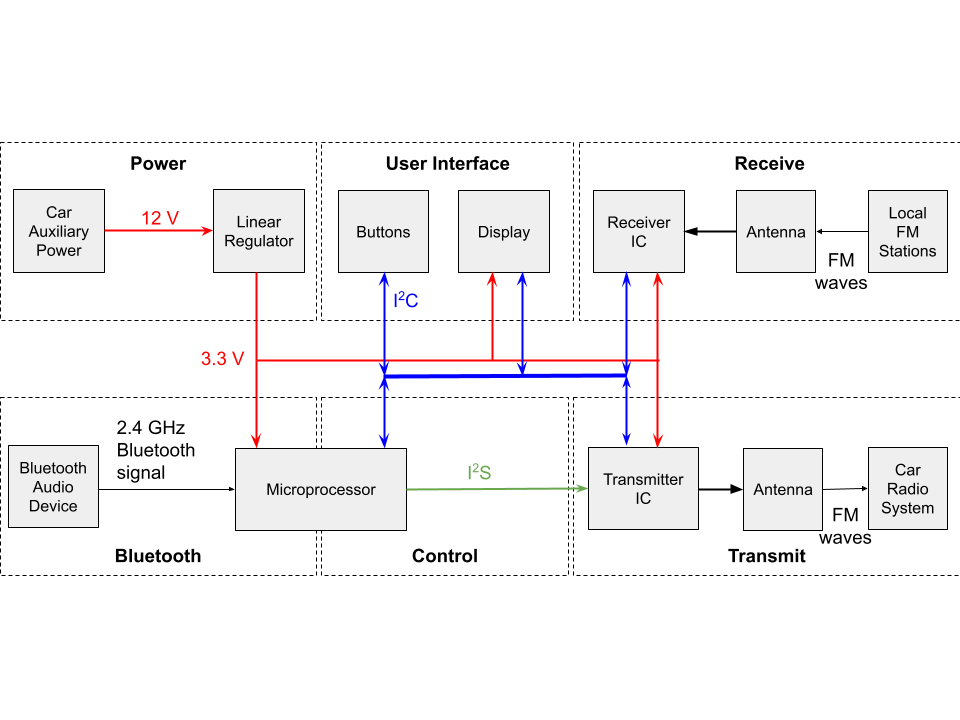 Power
User Interface
Receive
Car
Auxiliary
Power
12 V
Linear
Regulator
Buttons
Display
Receiver
IC
Antenna
Local
FM
Stations
FM
waves
I²C
3.3 V
2.4 GHz
Bluetooth
signal
Bluetooth
Audio
Device
Microprocessor
I²S
Transmitter
IC
Antenna
Car
Radio
System
FM
waves
Bluetooth
Control
Transmit